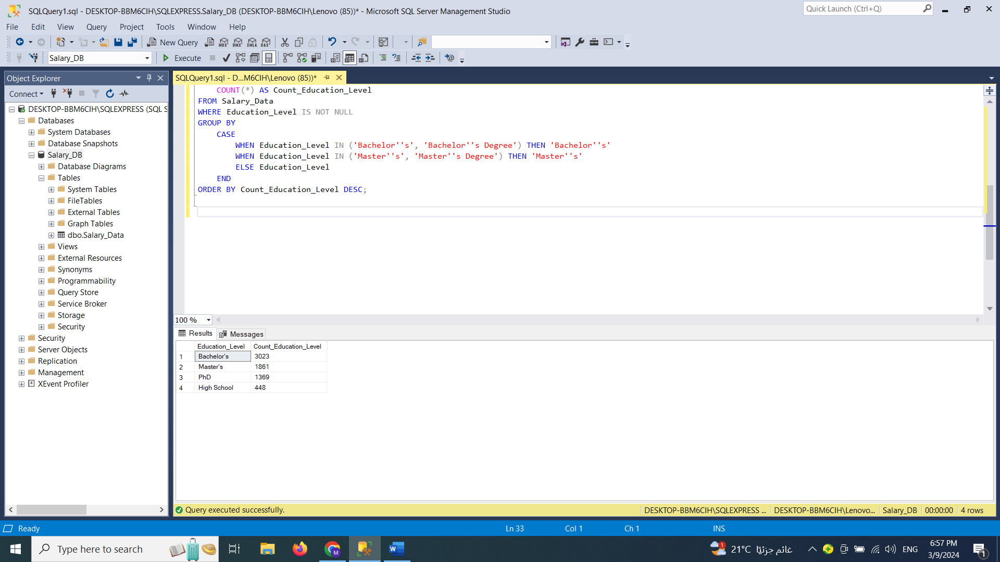 SQLQuery1.sql - DESKTOP-BBM6CIH\SQLEXPRESS.Salary_DB (DESKTOP-BBM6CIH\Lenovo (85))* - Microsoft SQL Server Management Studio
Quick Launch (Ctrl+Q)
File Edit View Query Project Tools Window Help
New Query MDX DMX XMLA DAX
Salary_DB Execute
Object Explorer
Connect
DESKTOP-BBM6CIH\SQLEXPRESS (SQL S
Databases
System Databases
Database Snapshots
Salary_DB
Database Diagrams
Tables
System Tables
FileTables
External Tables
Graph Tables
dbo.Salary_Data
Views
External Resources
Synonyms
Programmability
Query Store
Service Broker
Storage
Security
Security
Server Objects
Replication
Management
XEvent Profiler
SQLQuery1.sql - D...M6CIH\Lenovo (85))*
COUNT(*) AS Count_Education_Level
FROM Salary_Data
WHERE Education_Level IS NOT NULL
GROUP BY
CASE
WHEN Education_Level IN ('Bachelor''s', 'Bachelor''s Degree') THEN 'Bachelor''s'
WHEN Education_Level IN ('Master''s', 'Master''s Degree') THEN 'Master''s'
ELSE Education_Level
END
ORDER BY Count_Education_Level DESC;
100 %
Results Messages
Education_Level Count_Education_Level
1 Bachelor's 3023
2 Master's 1861
3 PhD 1369
4 High School 448
Query executed successfully. DESKTOP-BBM6CIH\SQLEXPRESS ... DESKTOP-BBM6CIH\Lenovo... Salary_DB 00:00:00 4 rows
Ready Ln 33 Col 1 Ch 1 INS
Type here to search
1 21°C غائم جزئيًا ENG
6:57 PM
3/9/2024
1